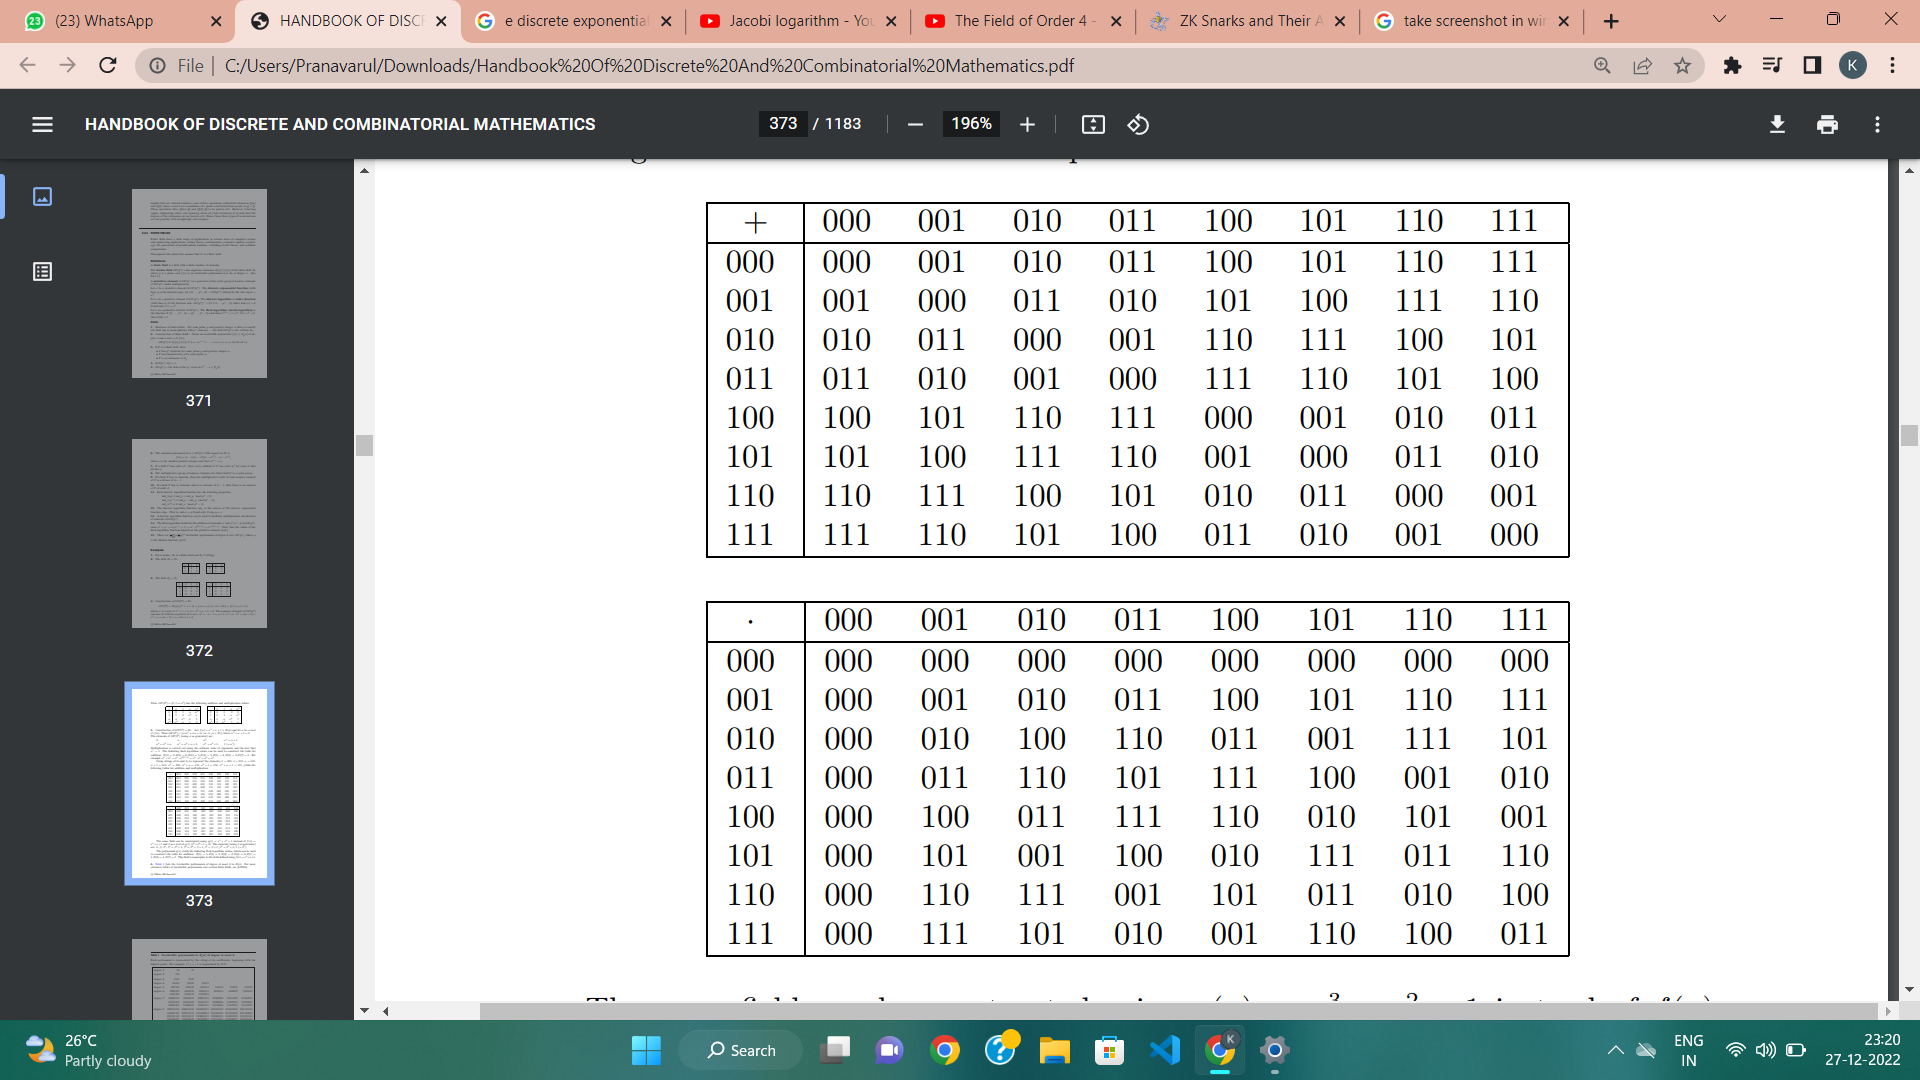 (23) WhatsApp
HANDBOOK OF DISCR
e discrete exponential
Jacobi logarithm - You
The Field of Order 4 -
ZK Snarks and Their A
take screenshot in win
File
C:/Users/Pranavarul/Downloads/Handbook%20Of%20Discrete%20And%20Combinatorial%20Mathematics.pdf
K
HANDBOOK OF DISCRETE AND COMBINATORIAL MATHEMATICS
373 / 1183
196%
371
372
373
+ 000 001 010 011 100 101 110 111
000 000 001 010 011 100 101 110 111
001 001 000 011 010 101 100 111 110
010 010 011 000 001 110 111 100 101
011 011 010 001 000 111 110 101 100
100 100 101 110 111 000 001 010 011
101 101 100 111 110 001 000 011 010
110 110 111 100 101 010 011 000 001
111 111 110 101 100 011 010 001 000
· 000 001 010 011 100 101 110 111
000 000 000 000 000 000 000 000 000
001 000 001 010 011 100 101 110 111
010 000 010 100 110 011 001 111 101
011 000 011 110 101 111 100 001 010
100 000 100 011 111 110 010 101 001
101 000 101 001 100 010 111 011 110
110 000 110 111 001 101 011 010 100
111 000 111 101 010 001 110 100 011
26°C
Partly cloudy
Search
K
ENG
IN
23:20
27-12-2022